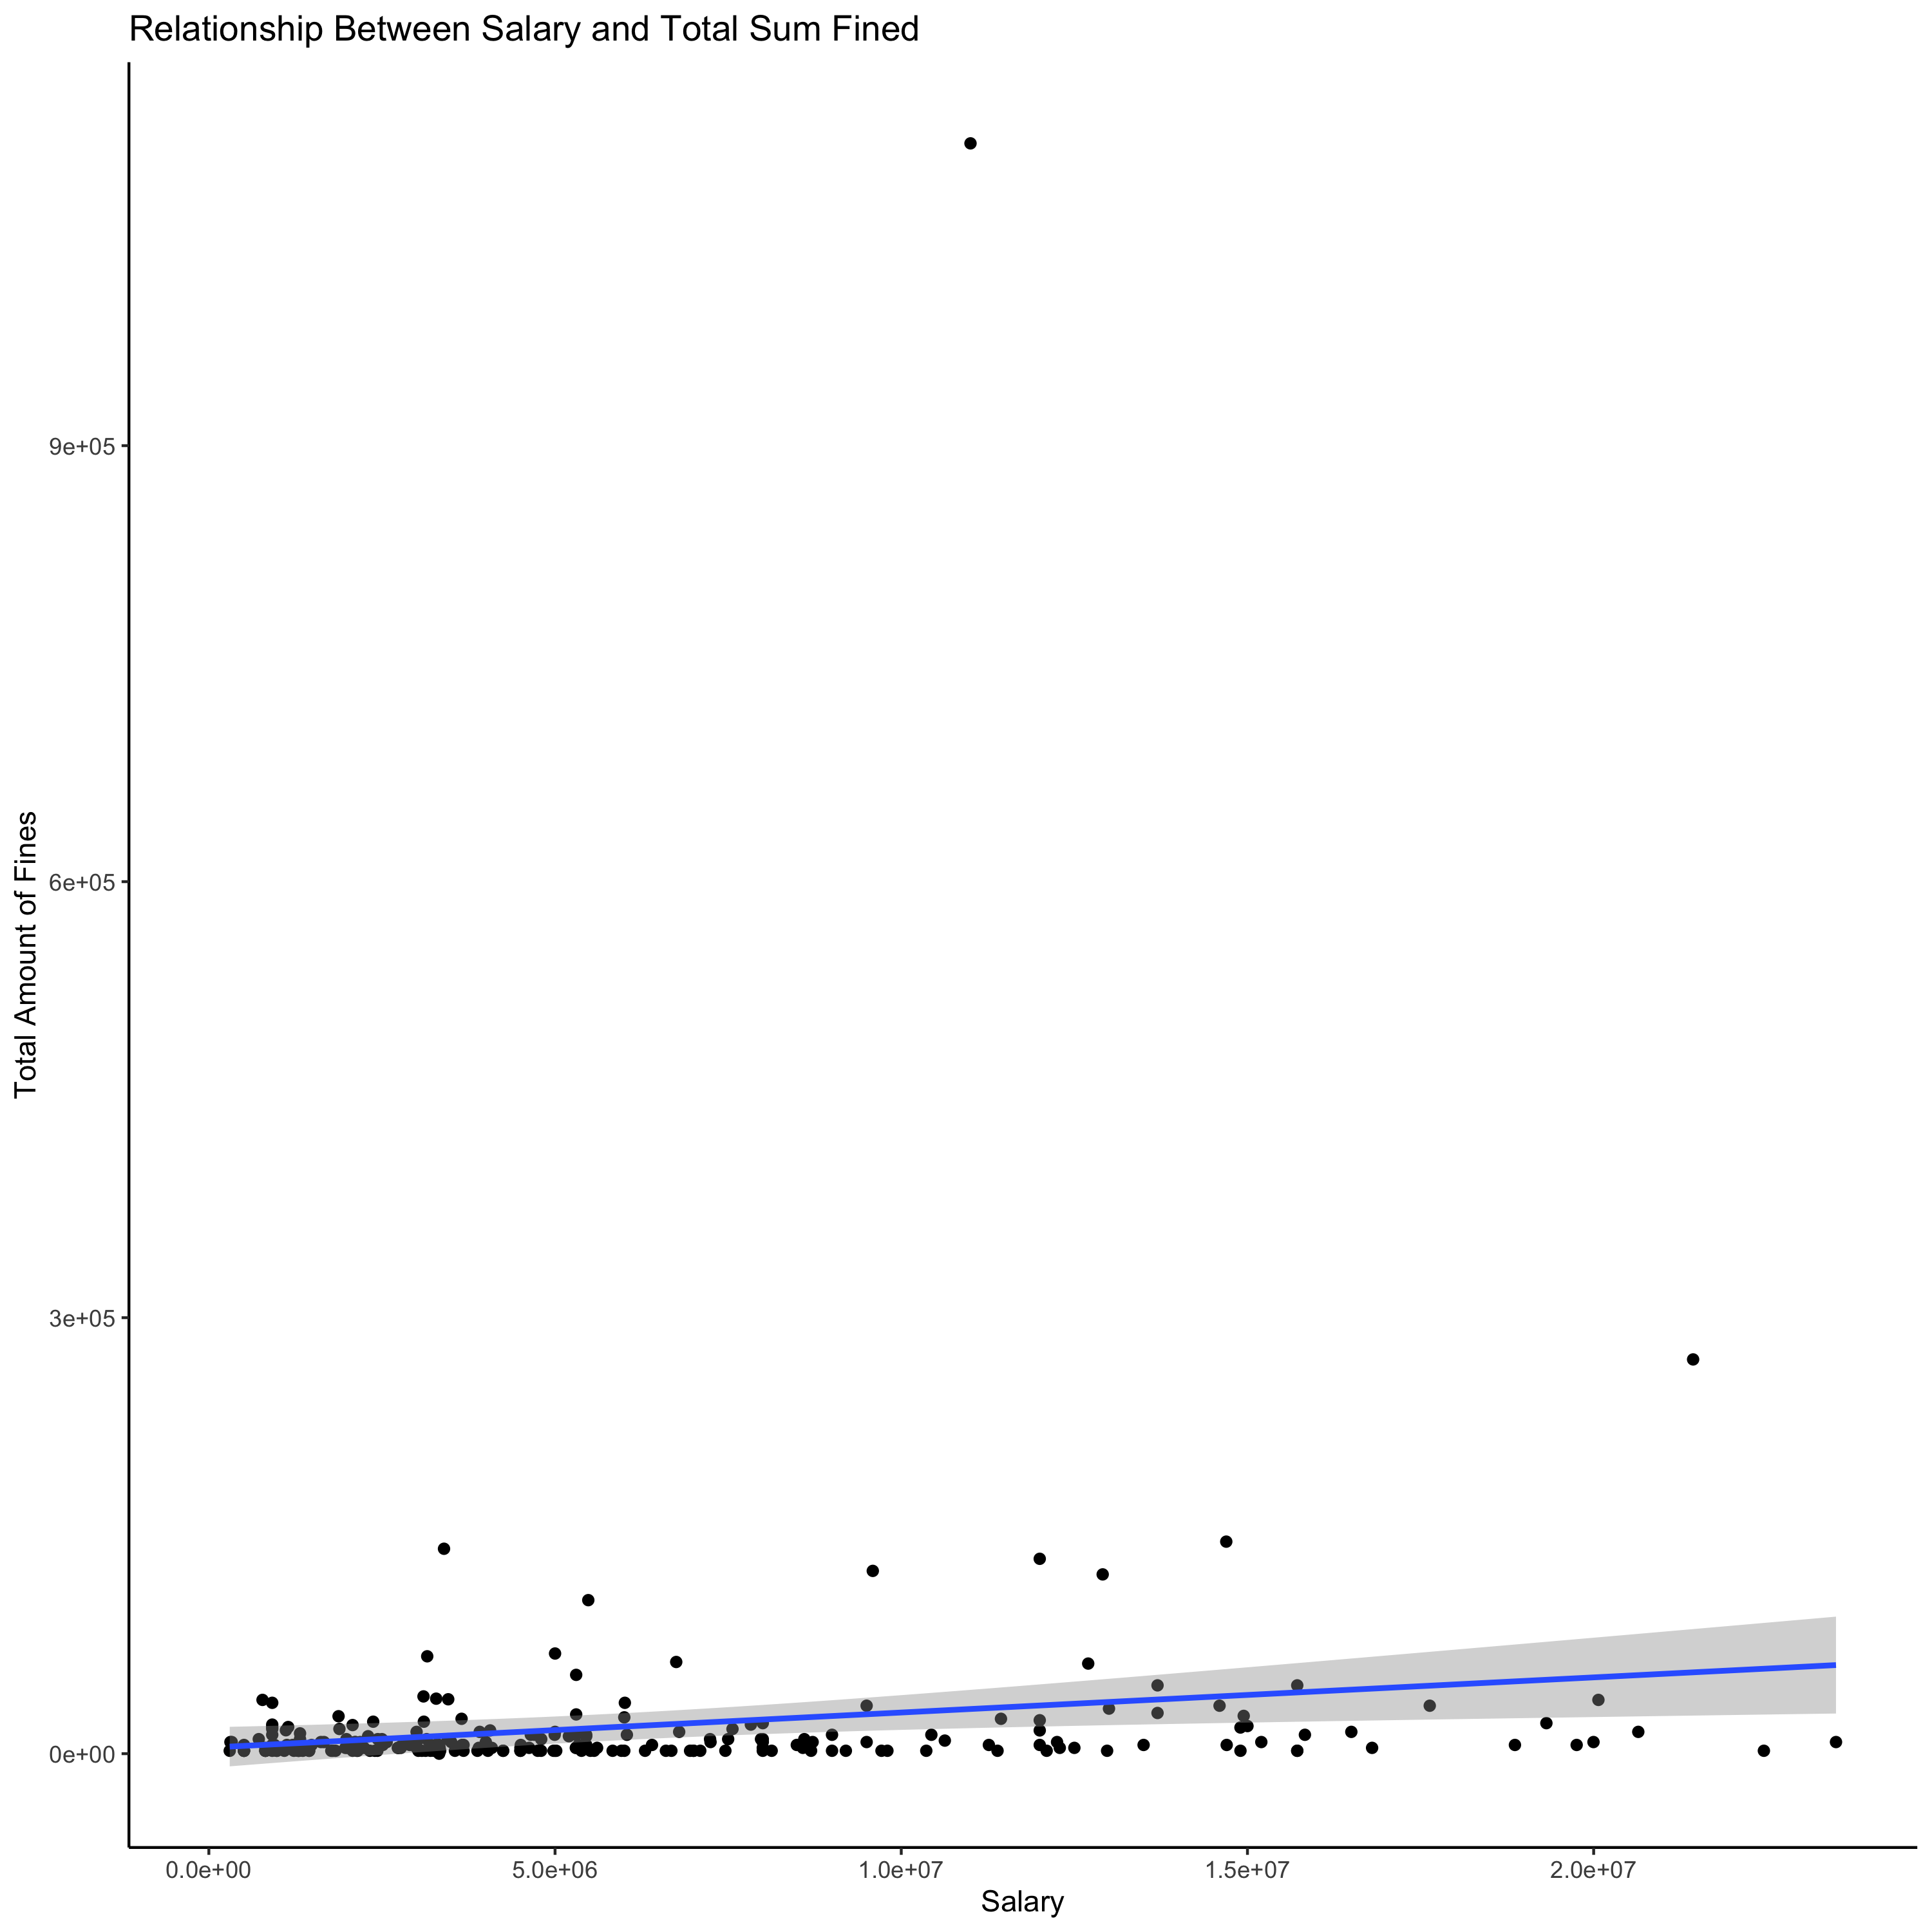 Relationship Between Salary and Total Sum Fined
Total Amount of Fines
9e+05
6e+05
3e+05
0e+00
0.0e+00 5.0e+06 1.0e+07 1.5e+07 2.0e+07
Salary